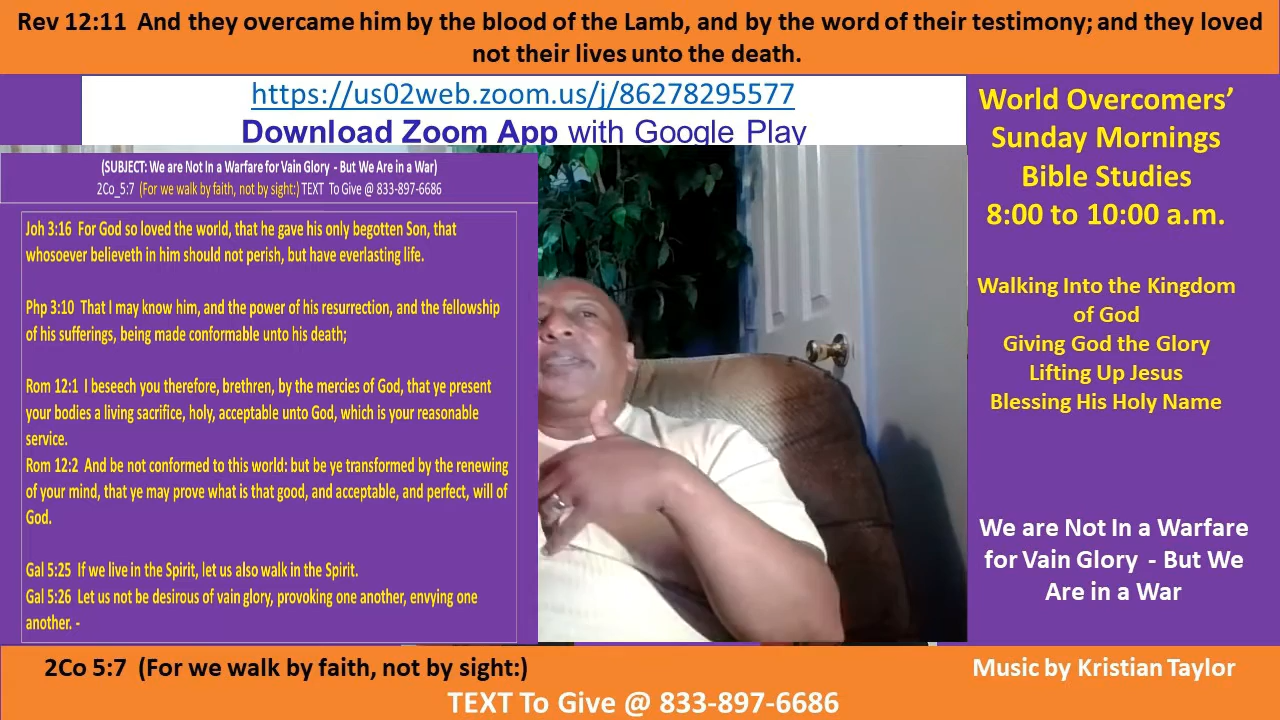 Rev 12:11  And they overcame him by the blood of the Lamb, and by the word of their testimony; and they loved
not their lives unto the death.
https://us02web.zoom.us/j/86278295577
Download Zoom App with Google Play
(SUBJECT: We are Not In a Warfare for Vain Glory - But We Are in a War)
2Co_5:7 (For we walk by faith, not by sight:) TEXT To Give @ 833-897-6686
Joh 3:16 For God so loved the world, that he gave his only begotten Son, that
whosoever believeth in him should not perish, but have everlasting life.
Php 3:10 That I may know him, and the power of his resurrection, and the fellowship
of his sufferings, being made conformable unto his death;
Rom 12:1 I beseech you therefore, brethren, by the mercies of God, that ye present
your bodies a living sacrifice, holy, acceptable unto God, which is your reasonable
service.
Rom 12:2 And be not conformed to this world: but be ye transformed by the renewing
of your mind, that ye may prove what is that good, and acceptable, and perfect, will of
God.
Gal 5:25 If we live in the Spirit, let us also walk in the Spirit.
Gal 5:26 Let us not be desirous of vain glory, provoking one another, envying one
another. -
World Overcomers'
Sunday Mornings
Bible Studies
8:00 to 10:00 a.m.
Walking Into the Kingdom
of God
Giving God the Glory
Lifting Up Jesus
Blessing His Holy Name
We are Not In a Warfare
for Vain Glory - But We
Are in a War
2Co 5:7 (For we walk by faith, not by sight:)
Music by Kristian Taylor
TEXT To Give @ 833-897-6686